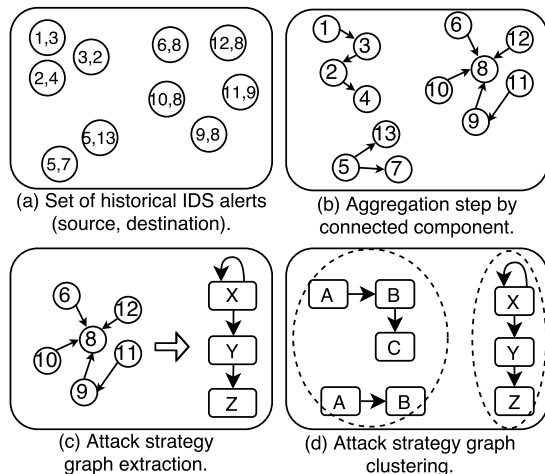 1,3
3,2
2,4
6,8
12,8
10,8
11,9
9,8
5,13
5,7
(a) Set of historical IDS alerts
(source, destination).
1
3
2
4
6
12
8
10
11
9
13
5
7
(b) Aggregation step by
connected component.
6
12
8
10
11
9
X
Y
Z
(c) Attack strategy
graph extraction.
A
B
C
A
B
X
Y
Z
(d) Attack strategy graph
clustering.